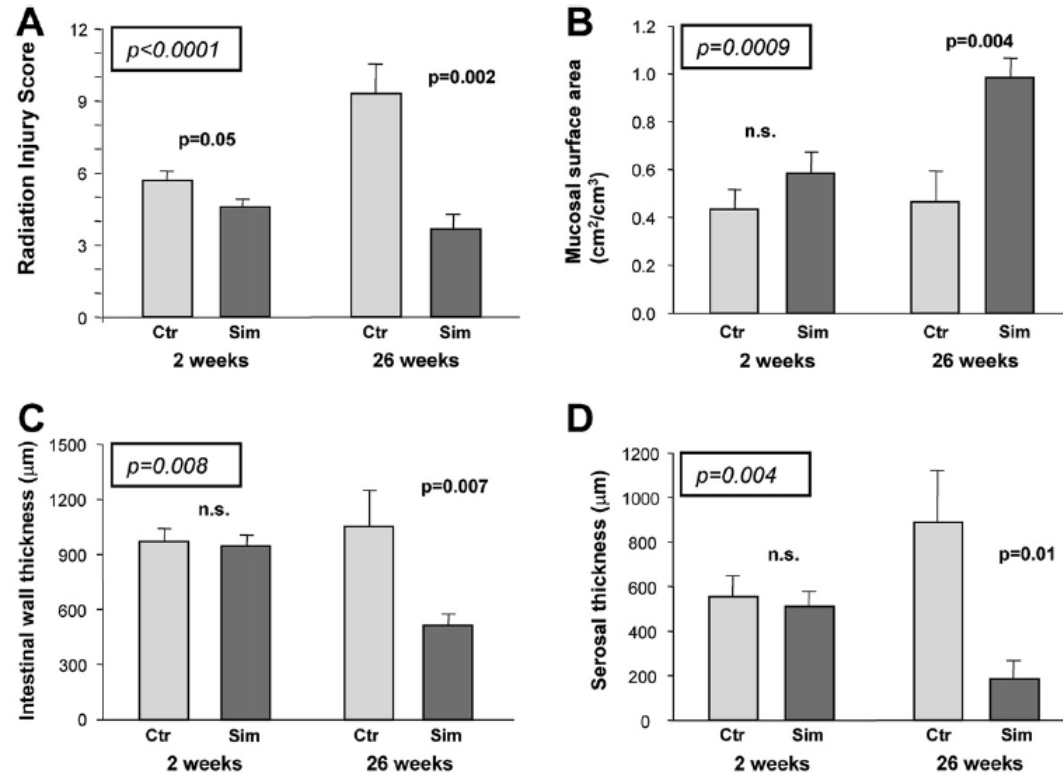 A
Radiation Injury Score
12
9
6
3
0
p<0.0001
p=0.05
p=0.002
Ctr Sim Ctr Sim
2 weeks 26 weeks
B
Mucosal surface area
(cm²/cm³)
1.2
1.0
0.8
0.6
0.4
0.2
0.0
p=0.0009
n.s.
p=0.004
Ctr Sim Ctr Sim
2 weeks 26 weeks
C
Intestinal wall thickness (µm)
1500
1200
900
600
300
0
p=0.008
n.s.
p=0.007
Ctr Sim Ctr Sim
2 weeks 26 weeks
D
Serosal thickness (µm)
1200
1000
800
600
400
200
0
p=0.004
n.s.
p=0.01
Ctr Sim Ctr Sim
2 weeks 26 weeks